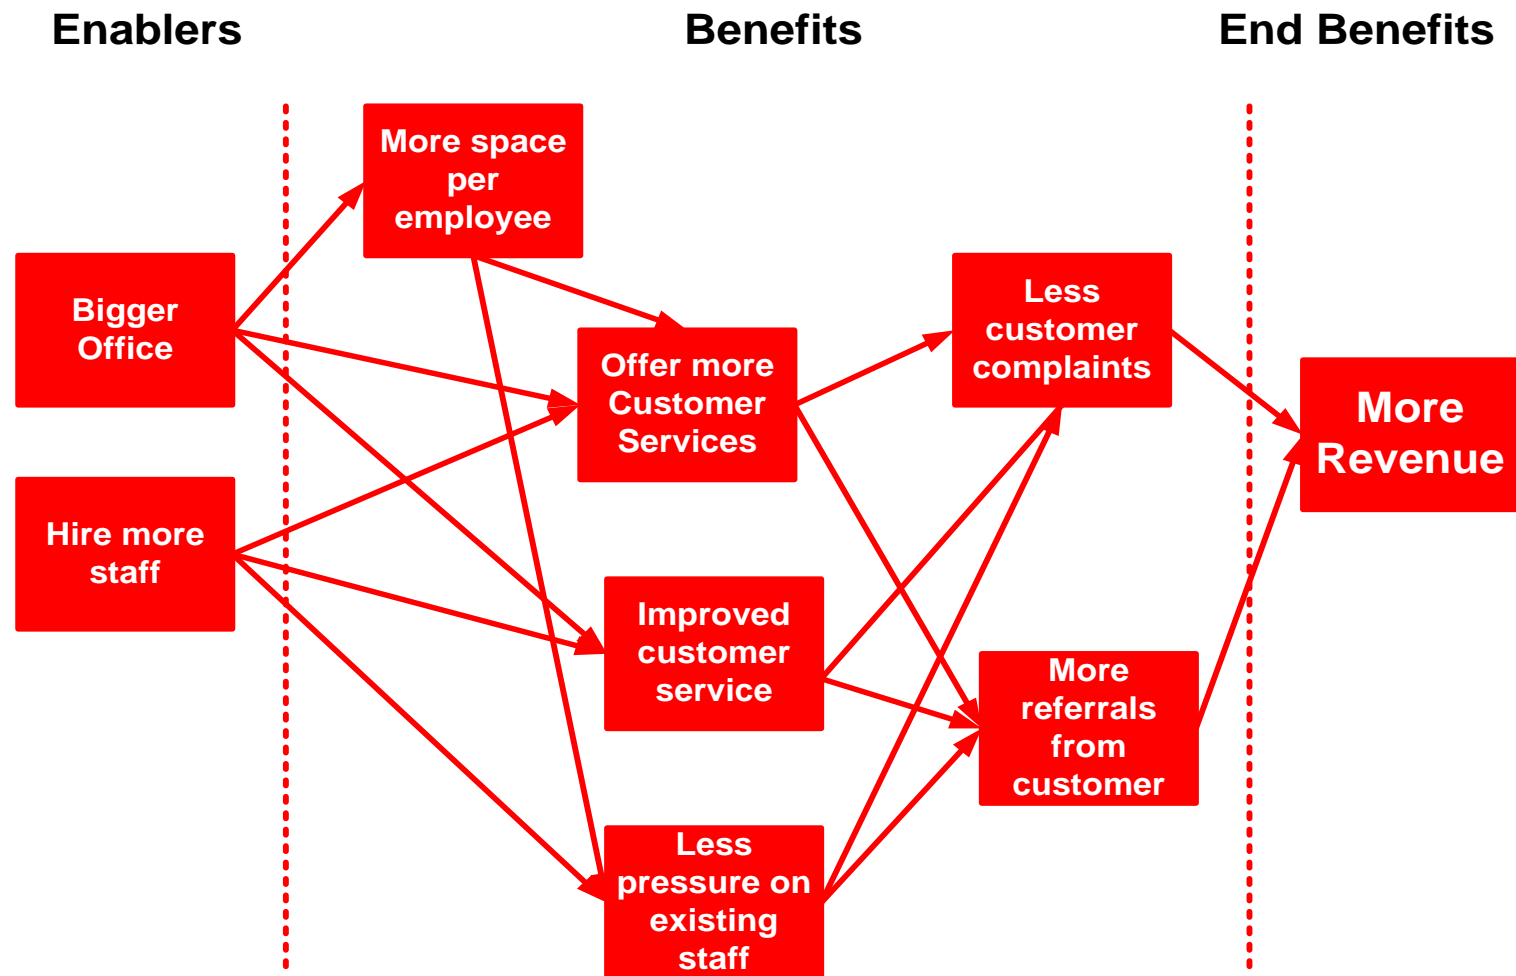 Enablers
Benefits
End Benefits
More space
per
employee
Bigger
Office
Less
customer
complaints
Offer more
Customer
Services
More
Revenue
Hire more
staff
Improved
customer
service
More
referrals
from
customer
Less
pressure on
existing
staff